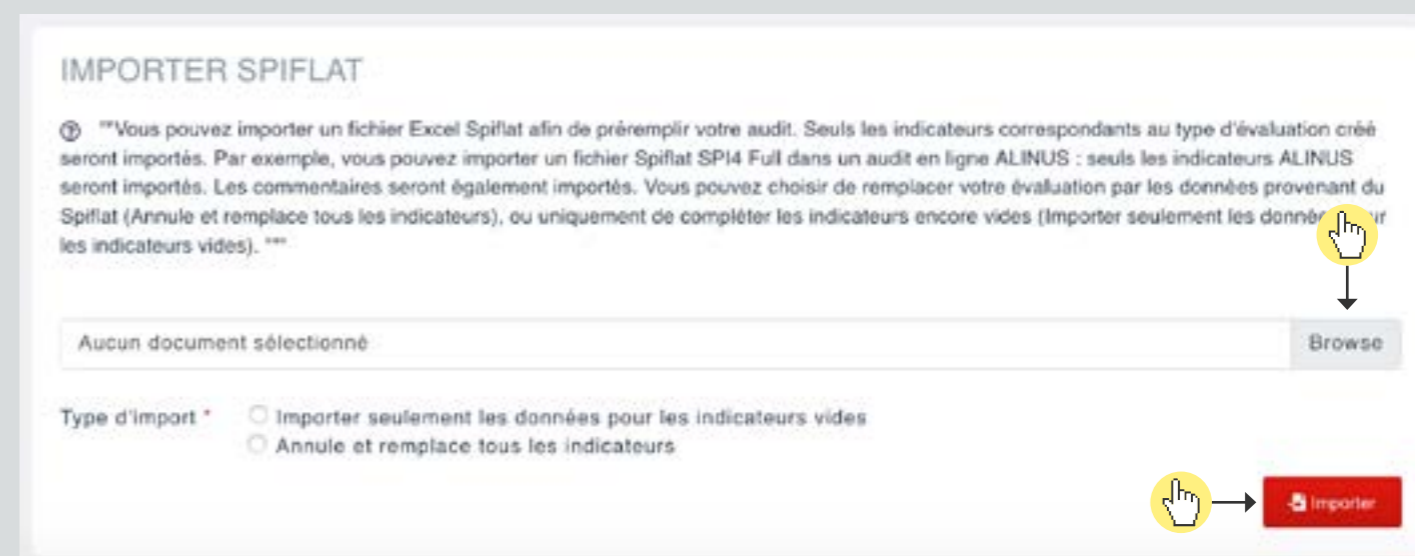 IMPORTER SPIFLAT
""Vous pouvez importer un fichier Excel Spiflat afin de préremplir votre audit. Seuls les indicateurs correspondants au type d'évaluation créé
seront importés. Par exemple, vous pouvez importer un fichier Spiflat SPI4 Full dans un audit en ligne ALINUS : seuls les indicateurs ALINUS
seront importés. Les commentaires seront également importés. Vous pouvez choisir de remplacer votre évaluation par les données provenant du
Spiflat (Annule et remplace tous les indicateurs), ou uniquement de compléter les indicateurs encore vides (Importer seulement les
les indicateurs vides). """
Aucun document sélectionné
Browse
Type d'import *
Importer seulement les données pour les indicateurs vides
Annule et remplace tous les indicateurs
Importer